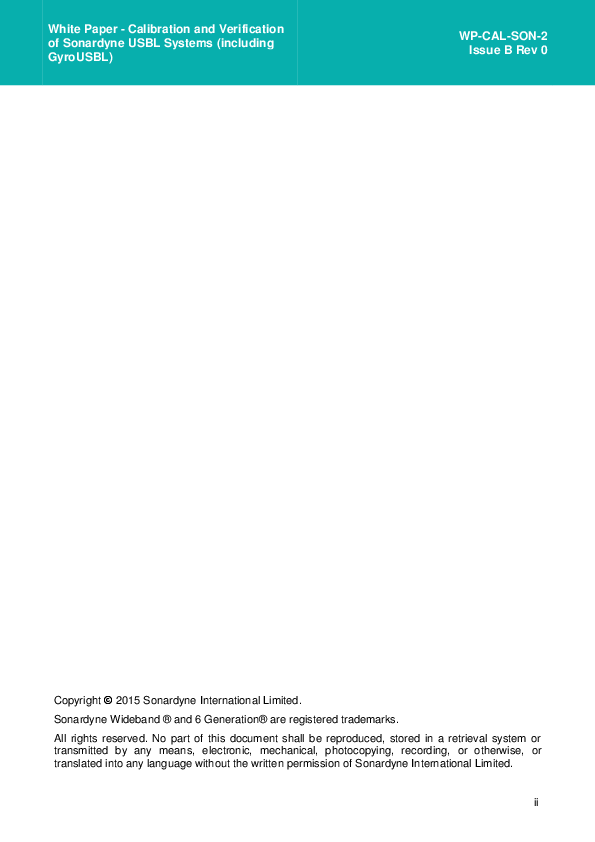 White Paper - Calibration and Verification
of Sonardyne USBL Systems (including
GyroUSBL)
WP-CAL-SON-2
Issue B Rev 0
Copyright © 2015 Sonardyne International Limited.
Sonardyne Wideband ® and 6 Generation® are registered trademarks.
All rights reserved. No part of this document shall be reproduced, stored in a retrieval system or
transmitted by any means, electronic, mechanical, photocopying, recording, or otherwise, or
translated into any language without the written permission of Sonardyne International Limited.
ii